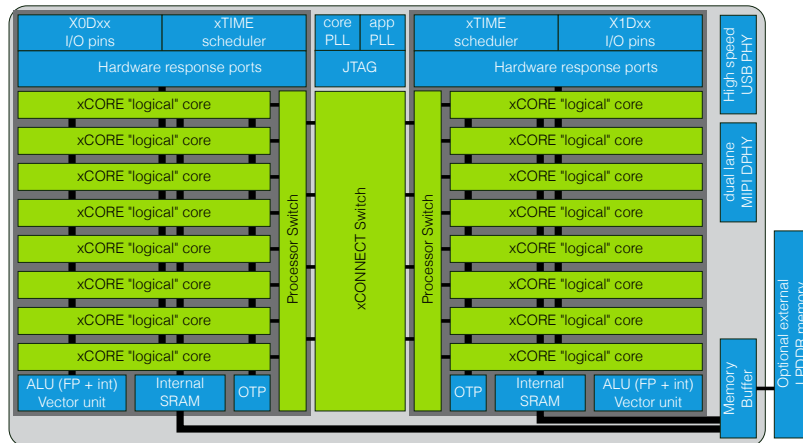 X0Dxx
I/O pins
xTIME
scheduler
core
PLL
app
PLL
xTIME
scheduler
X1Dxx
I/O pins
Hardware response ports
JTAG
Hardware response ports
High speed
USB PHY
xCORE "logical" core
xCORE "logical" core
xCORE "logical" core
xCORE "logical" core
xCORE "logical" core
xCORE "logical" core
xCORE "logical" core
xCORE "logical" core
Processor Switch
xCONNECT Switch
Processor Switch
xCORE "logical" core
xCORE "logical" core
xCORE "logical" core
xCORE "logical" core
xCORE "logical" core
xCORE "logical" core
xCORE "logical" core
xCORE "logical" core
dual lane
MIPI DPHY
ALU (FP + int)
Vector unit
Internal
SRAM
OTP
OTP
Internal
SRAM
ALU (FP + int)
Vector unit
Memory
Buffer
Optional external
LPDDR memory